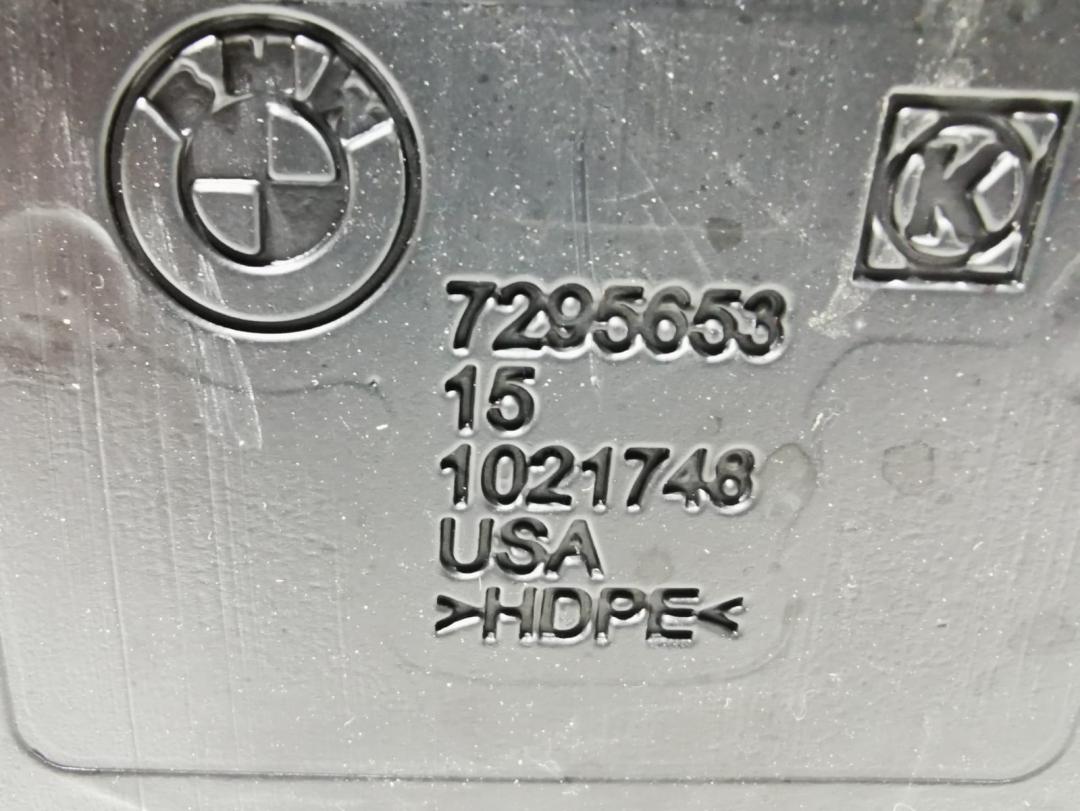 BMW
K
7295653
15
1021748
USA
>HDPE<